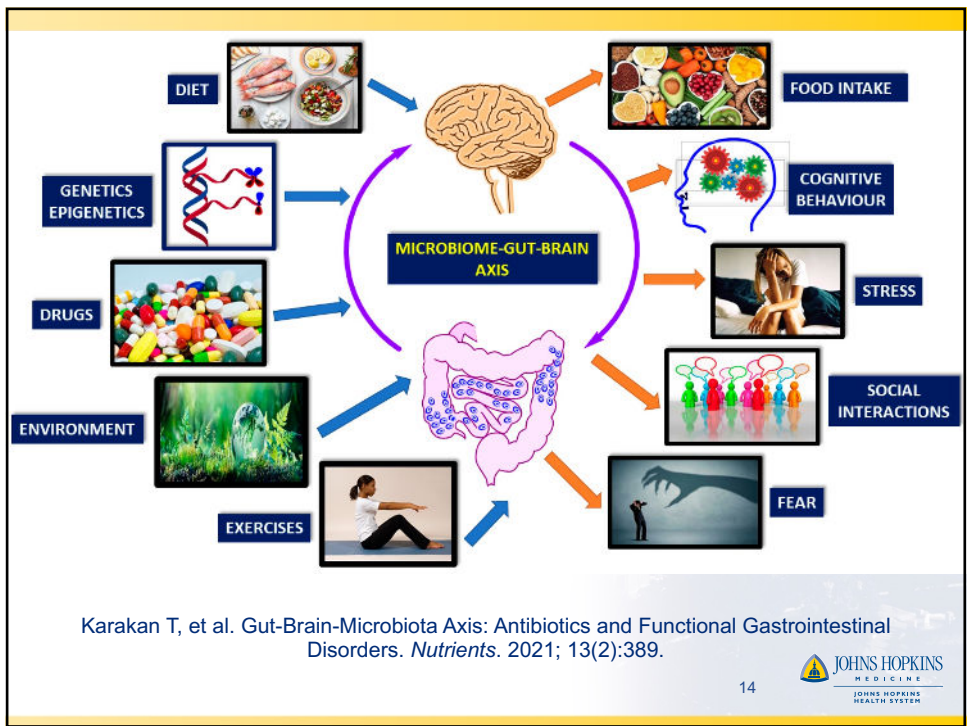 DIET
FOOD INTAKE
GENETICS
EPIGENETICS
COGNITIVE
BEHAVIOUR
MICROBIOME-GUT-BRAIN
AXIS
DRUGS
STRESS
ENVIRONMENT
SOCIAL
INTERACTIONS
EXERCISES
FEAR
Karakan T, et al. Gut-Brain-Microbiota Axis: Antibiotics and Functional Gastrointestinal
Disorders. Nutrients. 2021; 13(2):389.
14
JOHNS HOPKINS
MEDICINE
JOHNS HOPKINS
HEALTH SYSTEM